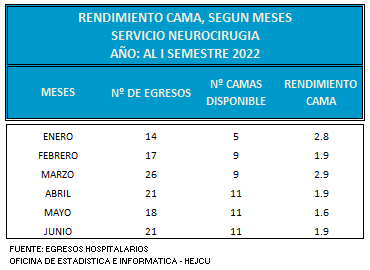 RENDIMIENTO CAMA, SEGUN MESES
SERVICIO NEUROCIRUGIA
AÑO: AL I SEMESTRE 2022
MESES Nº DE EGRESOS Nº CAMAS DISPONIBLE RENDIMIENTO CAMA
ENERO 14 5 2.8
FEBRERO 17 9 1.9
MARZO 26 9 2.9
ABRIL 21 11 1.9
MAYO 18 11 1.6
JUNIO 21 11 1.9
FUENTE: EGRESOS HOSPITALARIOS
OFICINA DE ESTADISTICA E INFORMATICA - HEJCU